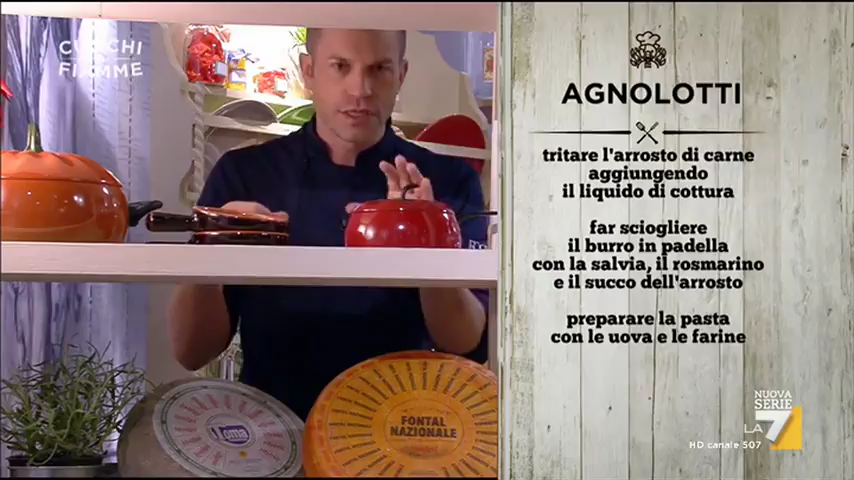 CUOCHI
FIAMME
AGNOLOTTI
tritare l'arrosto di carne
aggiungendo
il liquido di cottura
far sciogliere
il burro in padella
con la salvia, il rosmarino
e il succo dell'arrosto
preparare la pasta
con le uova e le farine
FONTAL
NAZIONALE
NUOVA
SERIE
LA 7
HD canale 507